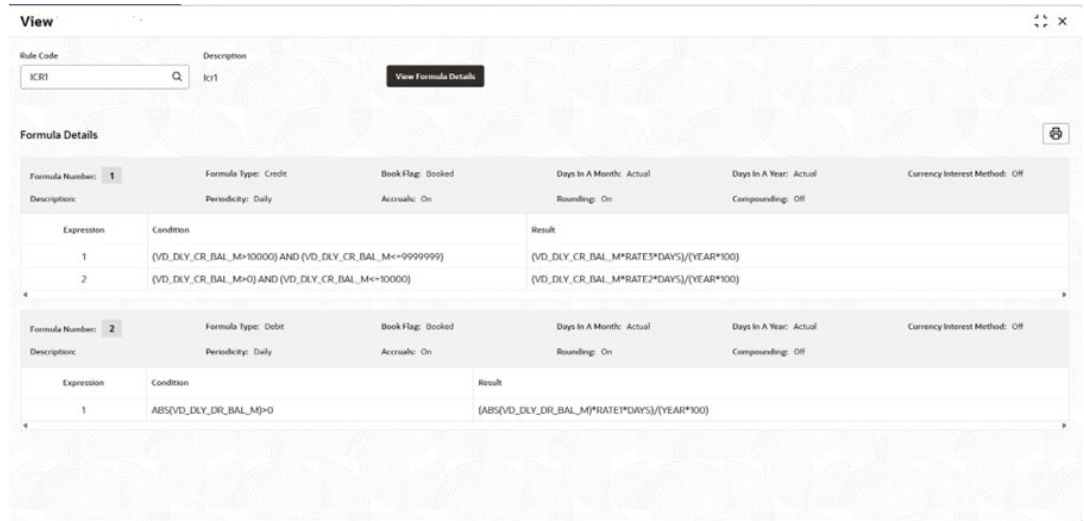 View
Rule Code Description
ICR1 Icr1 View Formula Details
Formula Details
Formula Number: 1 Formula Type: Credit Book Flag: Booked Days In A Month: Actual Days In A Year: Actual Currency Interest Method: Off
Description: Periodicity: Daily Accruals: On Rounding: On Compounding: Off
Expression Condition Result
1 (VD_DLY_CR_BAL_M>10000) AND (VD_DLY_CR_BAL_M<=9999999) (VD_DLY_CR_BAL_M*RATE3*DAYS)/(YEAR*100)
2 (VD_DLY_CR_BAL_M>0) AND (VD_DLY_CR_BAL_M<=10000) (VD_DLY_CR_BAL_M*RATE2*DAYS)/(YEAR*100)
Formula Number: 2 Formula Type: Debit Book Flag: Booked Days In A Month: Actual Days In A Year: Actual Currency Interest Method: Off
Description: Periodicity: Daily Accruals: On Rounding: On Compounding: Off
Expression Condition Result
1 ABS(VD_DLY_DR_BAL_M)>0 (ABS(VD_DLY_DR_BAL_M)*RATE1*DAYS)/(YEAR*100)